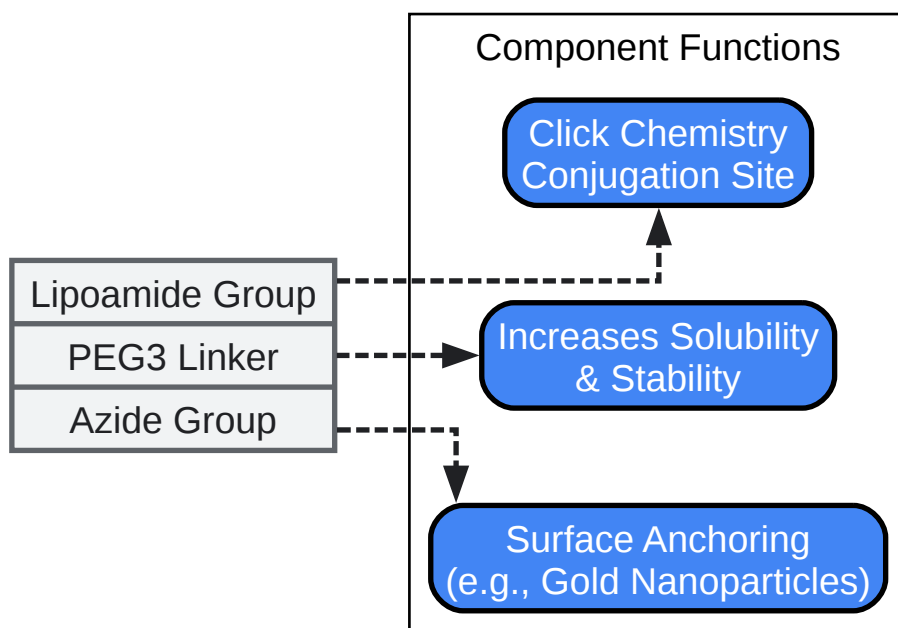 Component Functions
Click Chemistry
Conjugation Site
Lipoamide Group
PEG3 Linker
Azide Group
Increases Solubility
& Stability
Surface Anchoring
(e.g., Gold Nanoparticles)